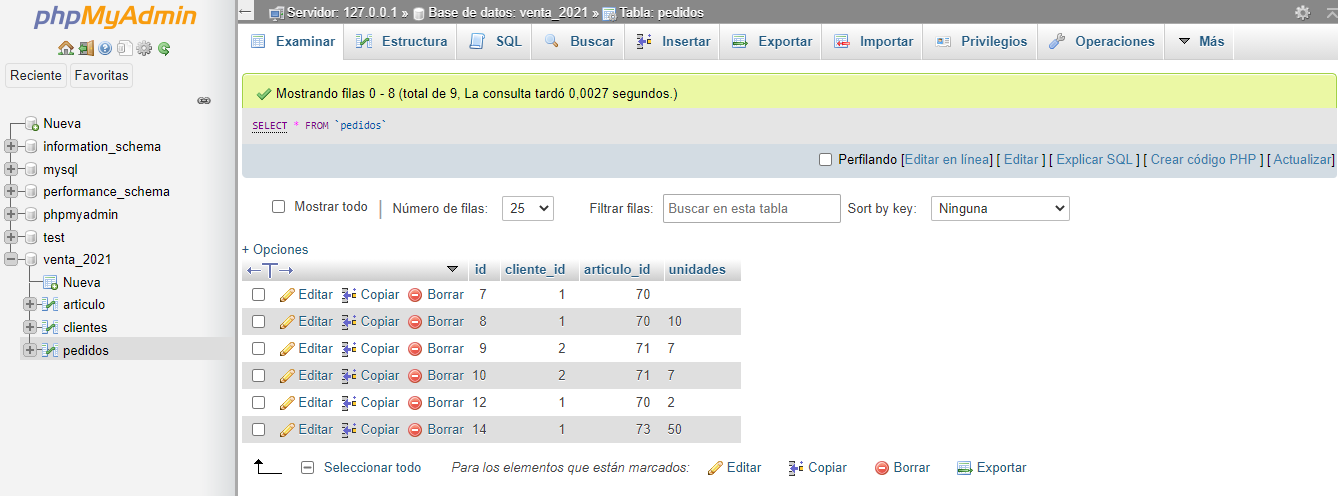 phpMyAdmin
Reciente Favoritas
Nueva
information_schema
mysql
performance_schema
phpmyadmin
test
venta_2021
Nueva
articulo
clientes
pedidos
Servidor: 127.0.0.1 » Base de datos: venta_2021 » Tabla: pedidos
Examinar Estructura SQL Buscar Insertar Exportar Importar Privilegios Operaciones Más
Mostrando filas 0 - 8 (total de 9, La consulta tardó 0,0027 segundos.)
SELECT * FROM `pedidos`
Perfilando [Editar en línea] [ Editar ] [ Explicar SQL ] [ Crear código PHP ] [ Actualizar]
Mostrar todo Número de filas: 25 Filtrar filas: Buscar en esta tabla Sort by key: Ninguna
+ Opciones
id cliente_id articulo_id unidades
Editar Copiar Borrar 7 1 70
Editar Copiar Borrar 8 1 70 10
Editar Copiar Borrar 9 2 71 7
Editar Copiar Borrar 10 2 71 7
Editar Copiar Borrar 12 1 70 2
Editar Copiar Borrar 14 1 73 50
Seleccionar todo Para los elementos que están marcados: Editar Copiar Borrar Exportar